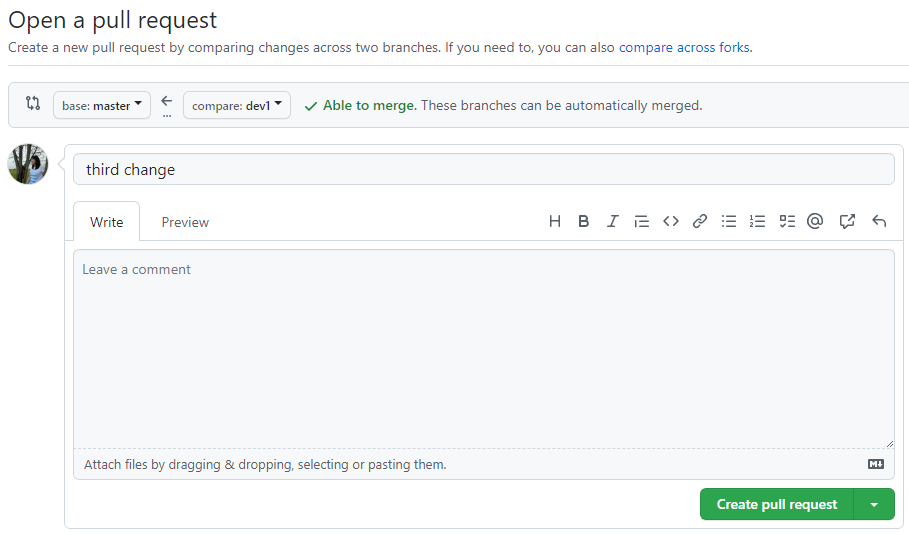 Open a pull request
Create a new pull request by comparing changes across two branches. If you need to, you can also compare across forks.
base: master ← compare: dev1 ✓ Able to merge. These branches can be automatically merged.
third change
Write Preview
Leave a comment
Attach files by dragging & dropping, selecting or pasting them.
Create pull request